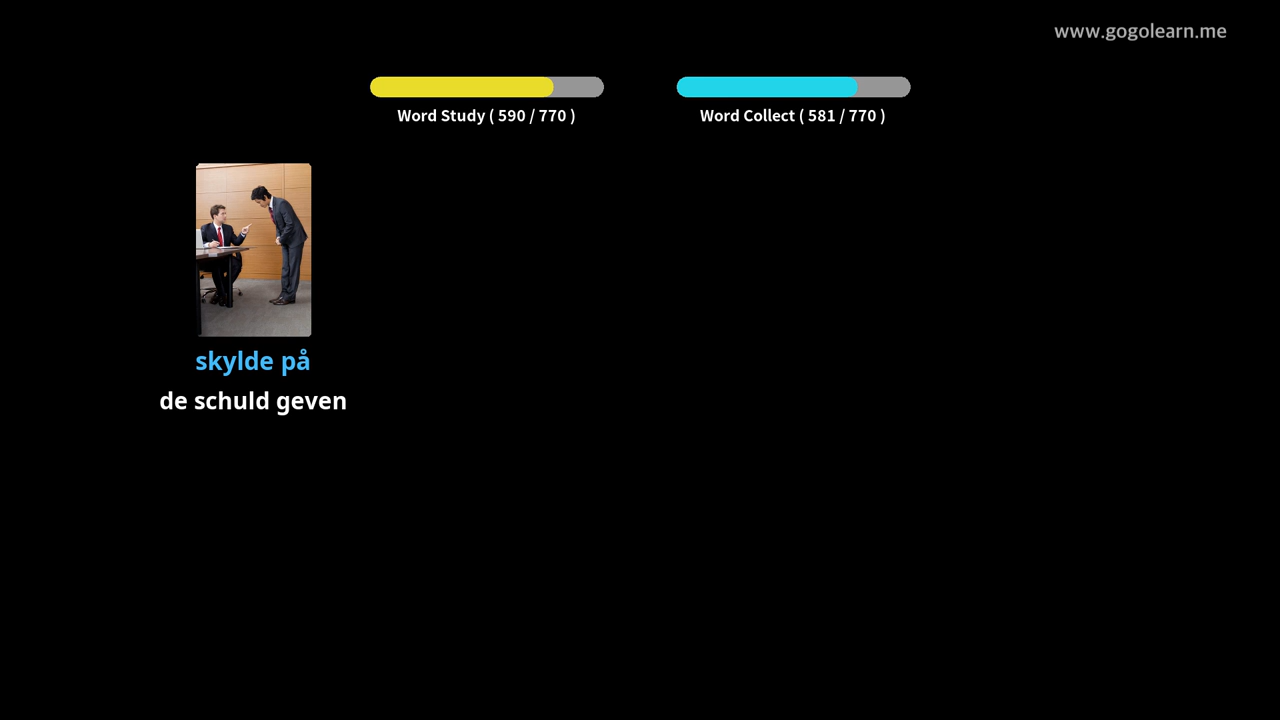 www.gogolearn.me
Word Study ( 590 / 770 )
Word Collect ( 581 / 770 )
skylde på
de schuld geven